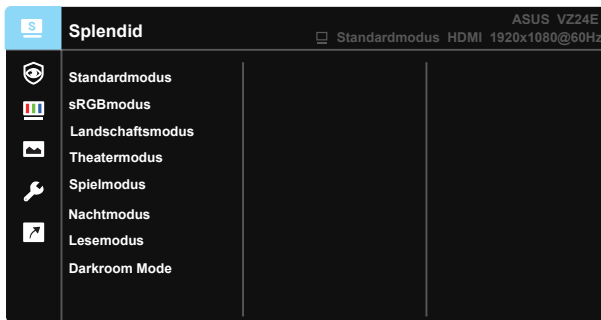 S
Splendid
ASUS VZ24E
Standardmodus HDMI 1920x1080@60Hz
Standardmodus
sRGBmodus
Landschaftsmodus
Theatermodus
Spielmodus
Nachtmodus
Lesemodus
Darkroom Mode